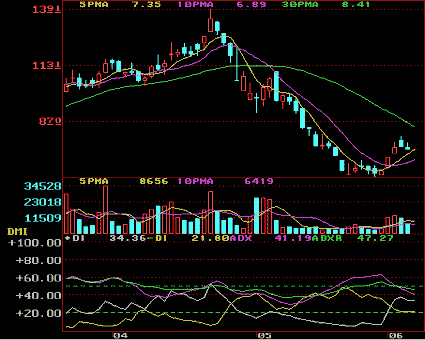 5PMA 7.35 10PMA 6.89 30PMA 8.41
1391
1131
870
5PMA 8656 10PMA 6419
34528
23018
11509
DMI
+DI 34.36 -DI 21.80 ADX 41.19 ADXR 47.27
+100.00
+80.00
+60.00
+40.00
+20.00
04 05 06